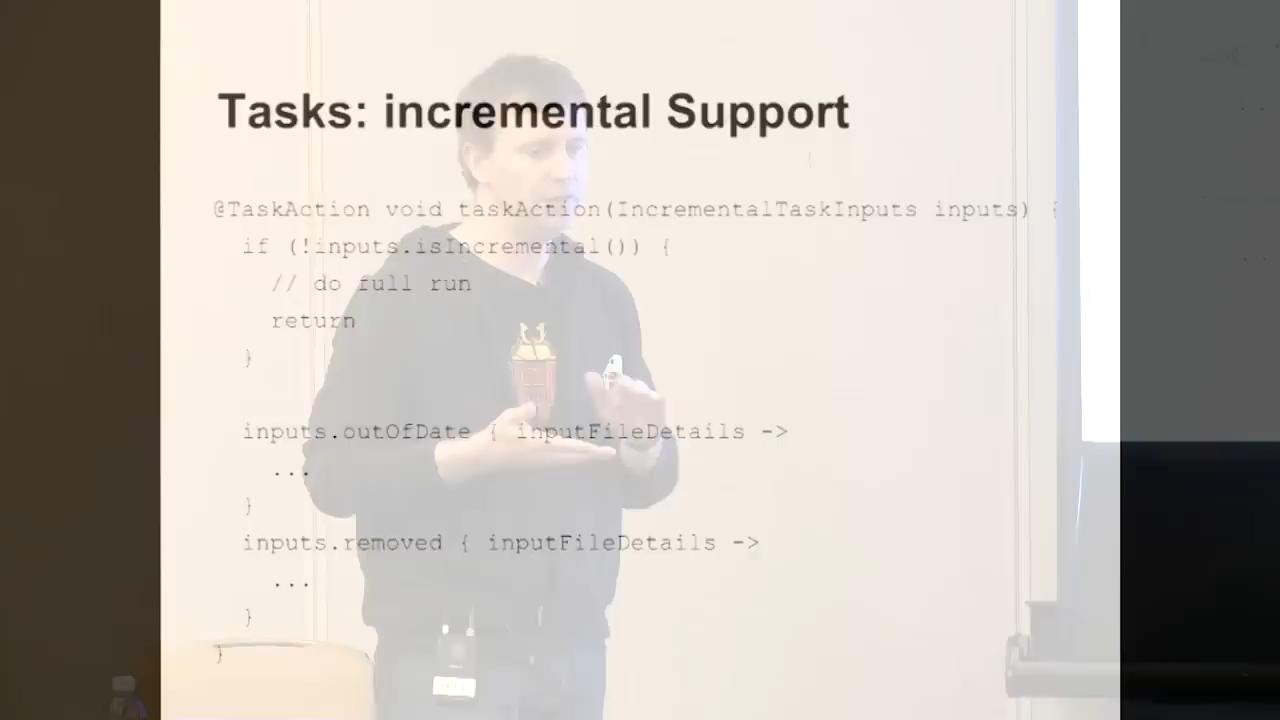 Tasks: incremental Support
@TaskAction void taskAction(IncrementalTaskInputs inputs) {
if (!inputs.isIncremental()) {
// do full run
return
}
inputs.outOfDate { inputFileDetails ->
...
}
inputs.removed { inputFileDetails ->
...
}
}